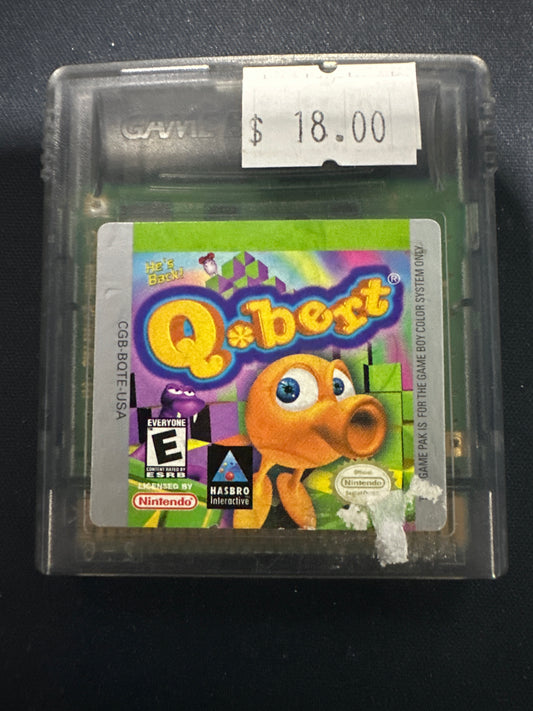 GAME
$ 18.00
He's
Back!
Q*bert®
CGB-BQTE-USA
GAME PAK IS FOR THE GAME BOY COLOR SYSTEM ONLY
EVERYONE
E
CONTENT RATED BY
ESRB
LICENSED BY
Nintendo
HASBRO
Interactive
Official
Nintendo